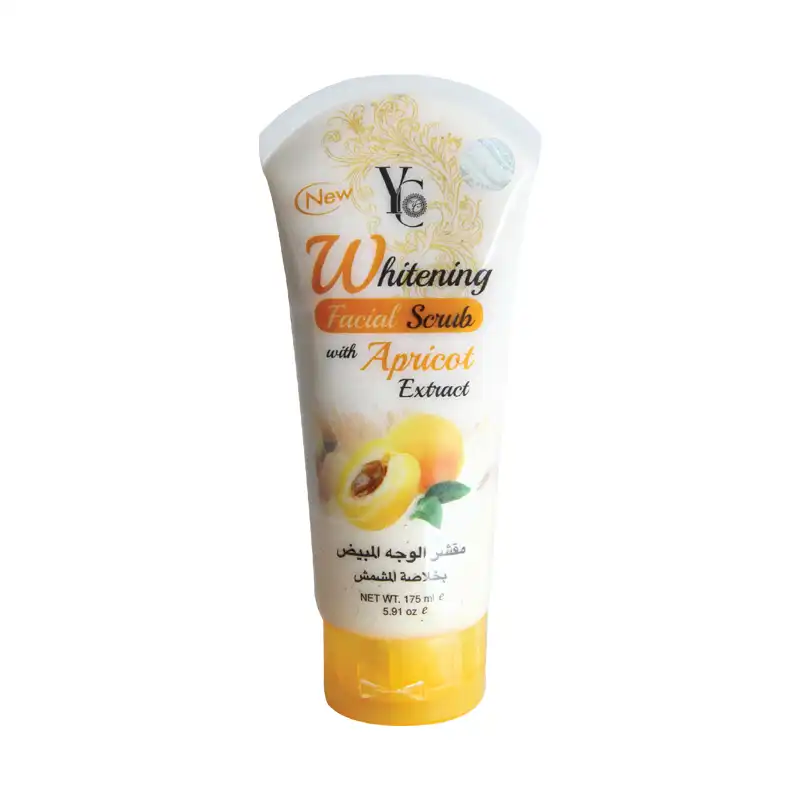 New
YC
Whitening
Facial Scrub
with Apricot
Extract
مقشر الوجه المبيض
بخلاصة المشمش
NET WT. 175 ml ℮
5.91 oz ℮